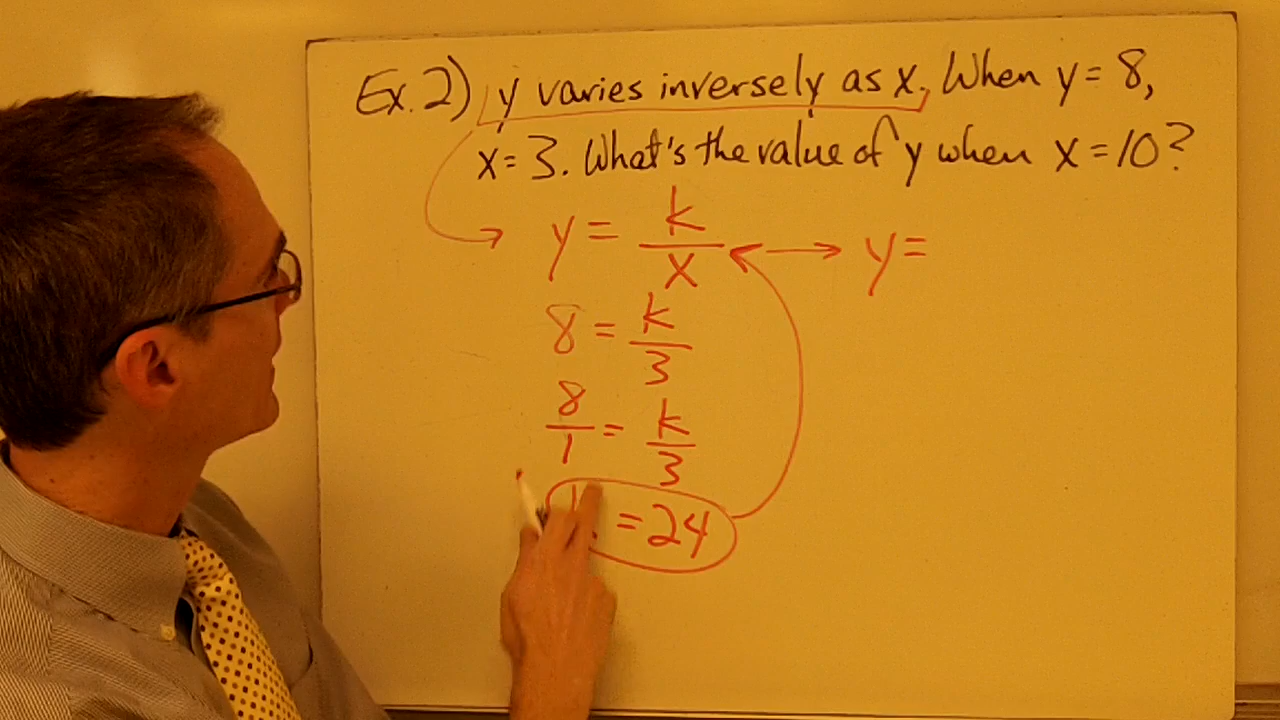 Ex. 2) y varies inversely as x. When y = 8,
x = 3. What's the value of y when x = 10?
y = k/x ↔ y =
8 = k/3
8/1 = k/3
= 24